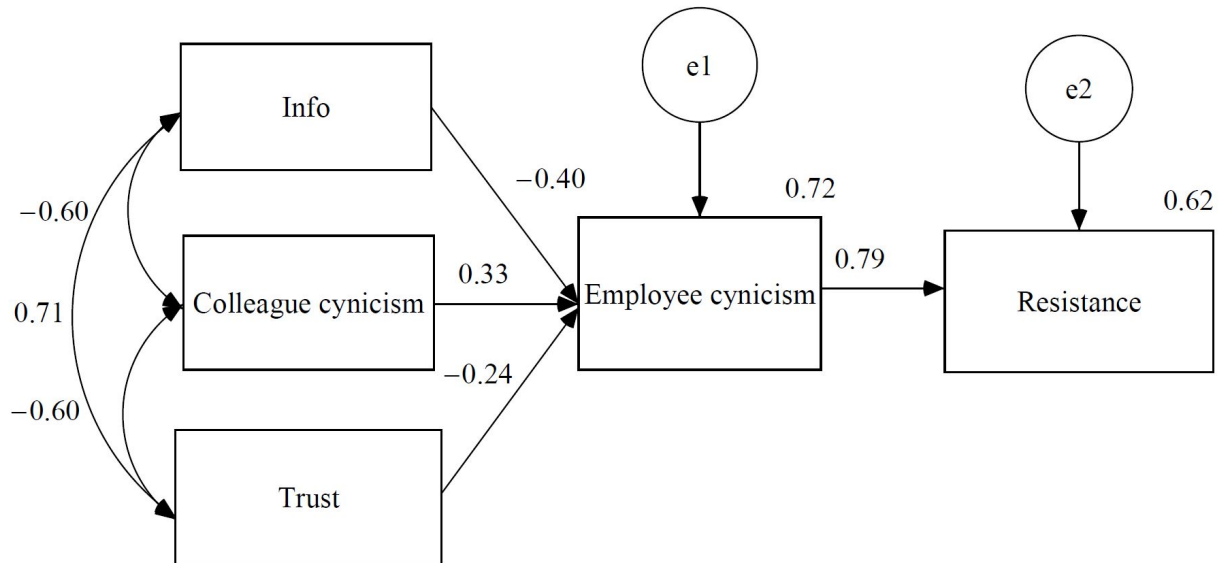 e1
e2
Info
−0.40
0.72
0.62
−0.60
0.33
0.79
Colleague cynicism
Employee cynicism
Resistance
0.71
−0.24
−0.60
Trust